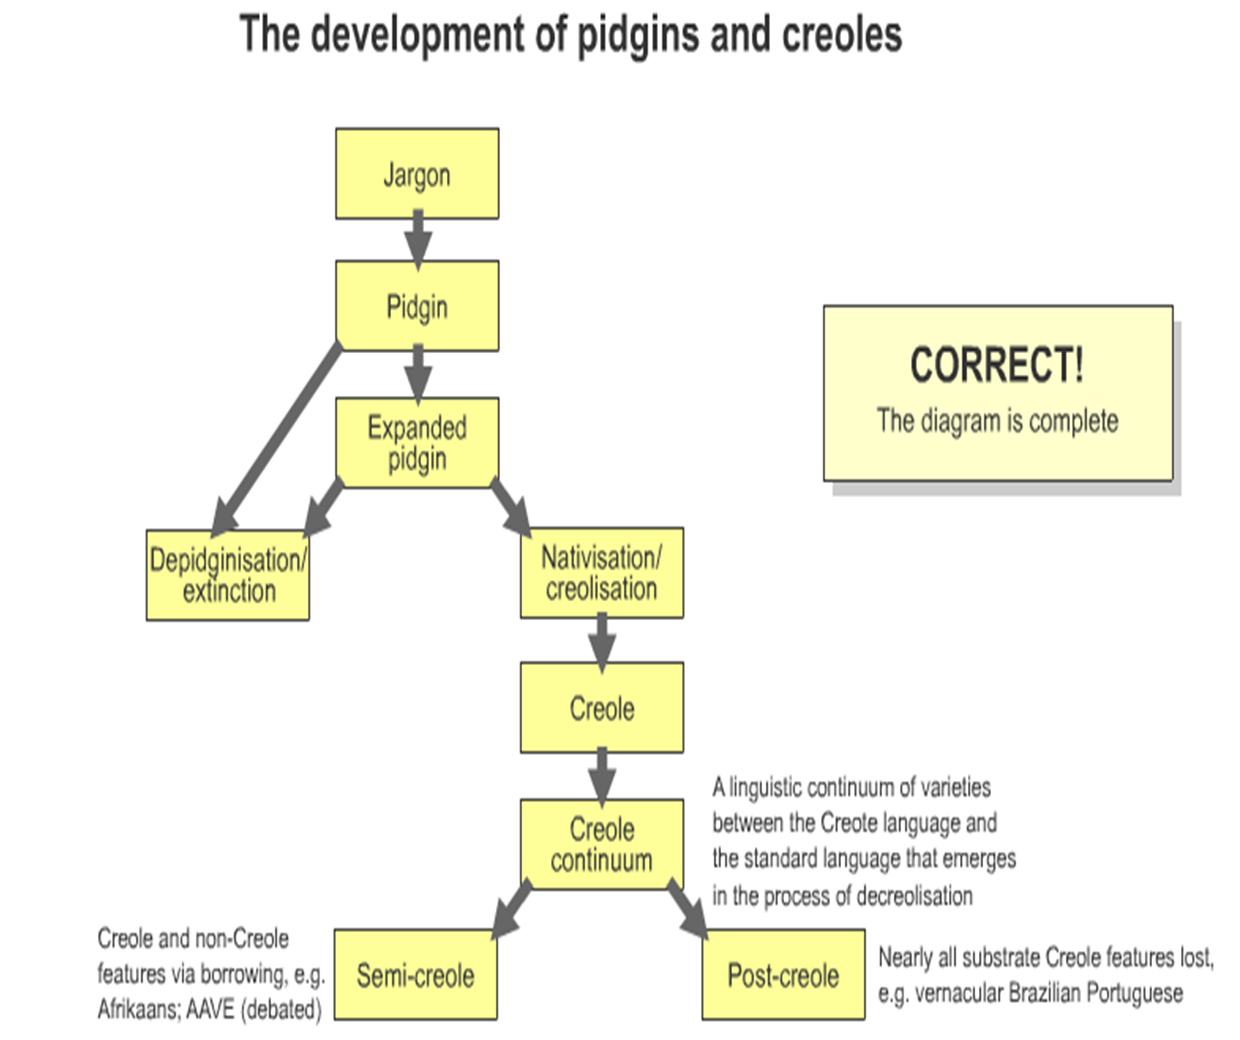 The development of pidgins and creoles
Jargon
Pidgin
Expanded
pidgin
CORRECT!
The diagram is complete
Depidginisation/
extinction
Nativisation/
creolisation
Creole
Creole
continuum
A linguistic continuum of varieties
between the Creote language and
the standard language that emerges
in the process of decreolisation
Creole and non-Creole
features via borrowing, e.g.
Afrikaans; AAVE (debated)
Semi-creole
Post-creole
Nearly all substrate Creole features lost,
e.g. vernacular Brazilian Portuguese